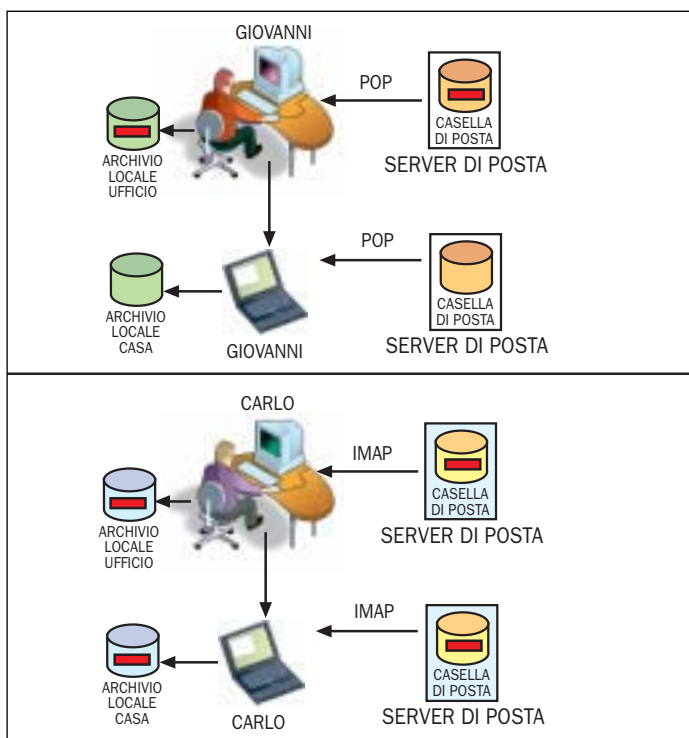 GIOVANNI
POP
CASELLA
DI POSTA
SERVER DI POSTA
ARCHIVIO
LOCALE
UFFICIO
POP
CASELLA
DI POSTA
SERVER DI POSTA
ARCHIVIO
LOCALE
CASA
GIOVANNI
CARLO
IMAP
CASELLA
DI POSTA
SERVER DI POSTA
ARCHIVIO
LOCALE
UFFICIO
IMAP
CASELLA
DI POSTA
SERVER DI POSTA
ARCHIVIO
LOCALE
CASA
CARLO